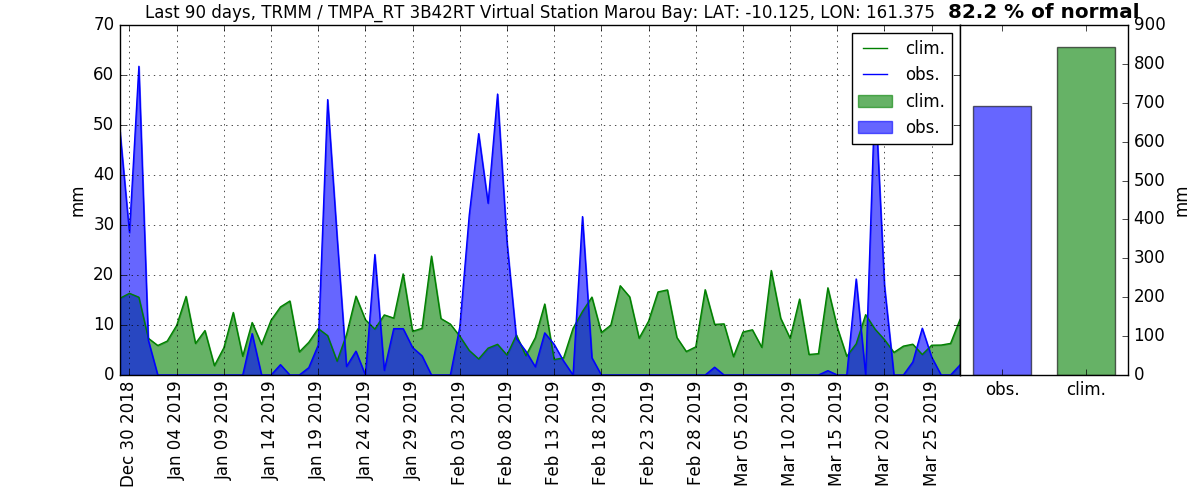 Last 90 days, TRMM / TMPA_RT 3B42RT Virtual Station Marou Bay: LAT: -10.125, LON: 161.375 82.2 % of normal
70
60
50
40
30
20
10
0
mm
clim.
obs.
clim.
obs.
900
800
700
600
500
400
300
200
100
0
mm
obs. clim.
Dec 30 2018
Jan 04 2019
Jan 09 2019
Jan 14 2019
Jan 19 2019
Jan 24 2019
Jan 29 2019
Feb 03 2019
Feb 08 2019
Feb 13 2019
Feb 18 2019
Feb 23 2019
Feb 28 2019
Mar 05 2019
Mar 10 2019
Mar 15 2019
Mar 20 2019
Mar 25 2019